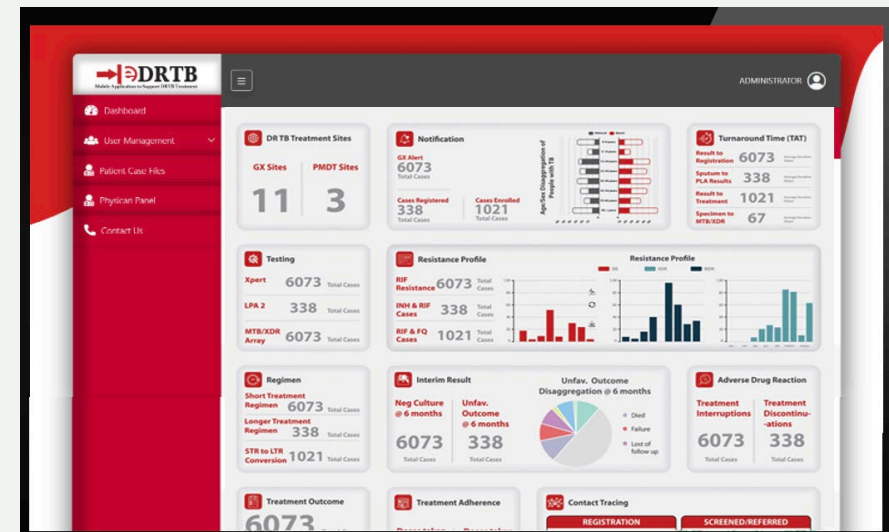 eDRTB
Mobile Application to Support DRTB Treatment
ADMINISTRATOR
Dashboard
User Management
Patient Case Files
Physican Panel
Contact Us
DR TB Treatment Sites
GX Sites
PMDT Sites
11
3
Notification
GX Alert
6073
Total Cases
Cases Registered
338
Total Cases
Cases Enrolled
1021
Total Cases
Age/Sex Disaggregation of
People with TB
Turnaround Time (TAT)
Result to
Registration 6073
Sputum to
PLA Results 338
Result to
Treatment 1021
Specimen to
MTB/XDR 67
Testing
Xpert 6073 Total Cases
LPA 2 338 Total Cases
MTB/XDR
Array 6073 Total Cases
Resistance Profile
RIF
Resistance 6073 Total
Cases
INH & RIF
Cases 338 Total
Cases
RIF & FQ
Cases 1021 Total
Cases
Resistance Profile
Regimen
Short Treatment
Regimen 6073 Total Cases
Longer Treatment
Regimen 338 Total Cases
STR to LTR
Conversion 1021 Total Cases
Interim Result
Neg Culture
@ 6 months
6073
Total Cases
Unfav.
Outcome
@ 6 months
338
Total Cases
Unfav. Outcome
Disaggregation @ 6 months
Died
Failure
Lost of
follow up
Adverse Drug Reaction
Treatment
Interruptions
6073
Total Cases
Treatment
Discontinu-
-ations
338
Total Cases
Treatment Outcome
6073
Treatment Adherence
Contact Tracing
REGISTRATION
SCREENED/REFERRED